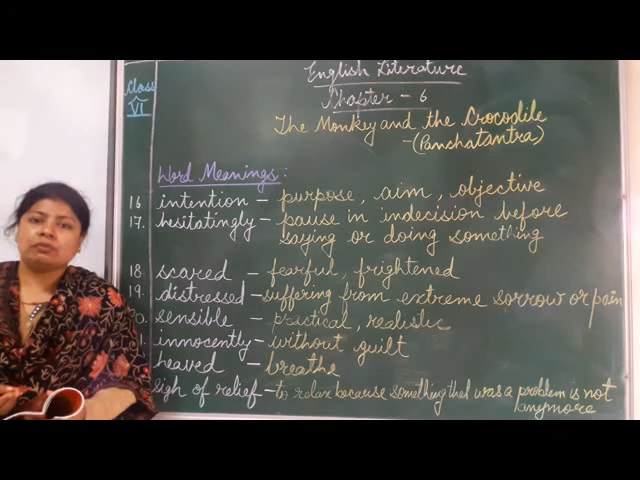 English Literature
Class
VI
Chapter - 6
The Monkey and the Crocodile
-(Panchatantra)
Word Meanings:
16 intention - purpose, aim, objective
17. hesitatingly - pause in indecision before
saying or doing something
18. scared - fearful, frightened
19. distressed - suffering from extreme sorrow or pain
0. sensible - practical, realistic
1. innocently - without guilt
heaved - breathe
sigh of relief - to relax because something that was a problem is not
anymore